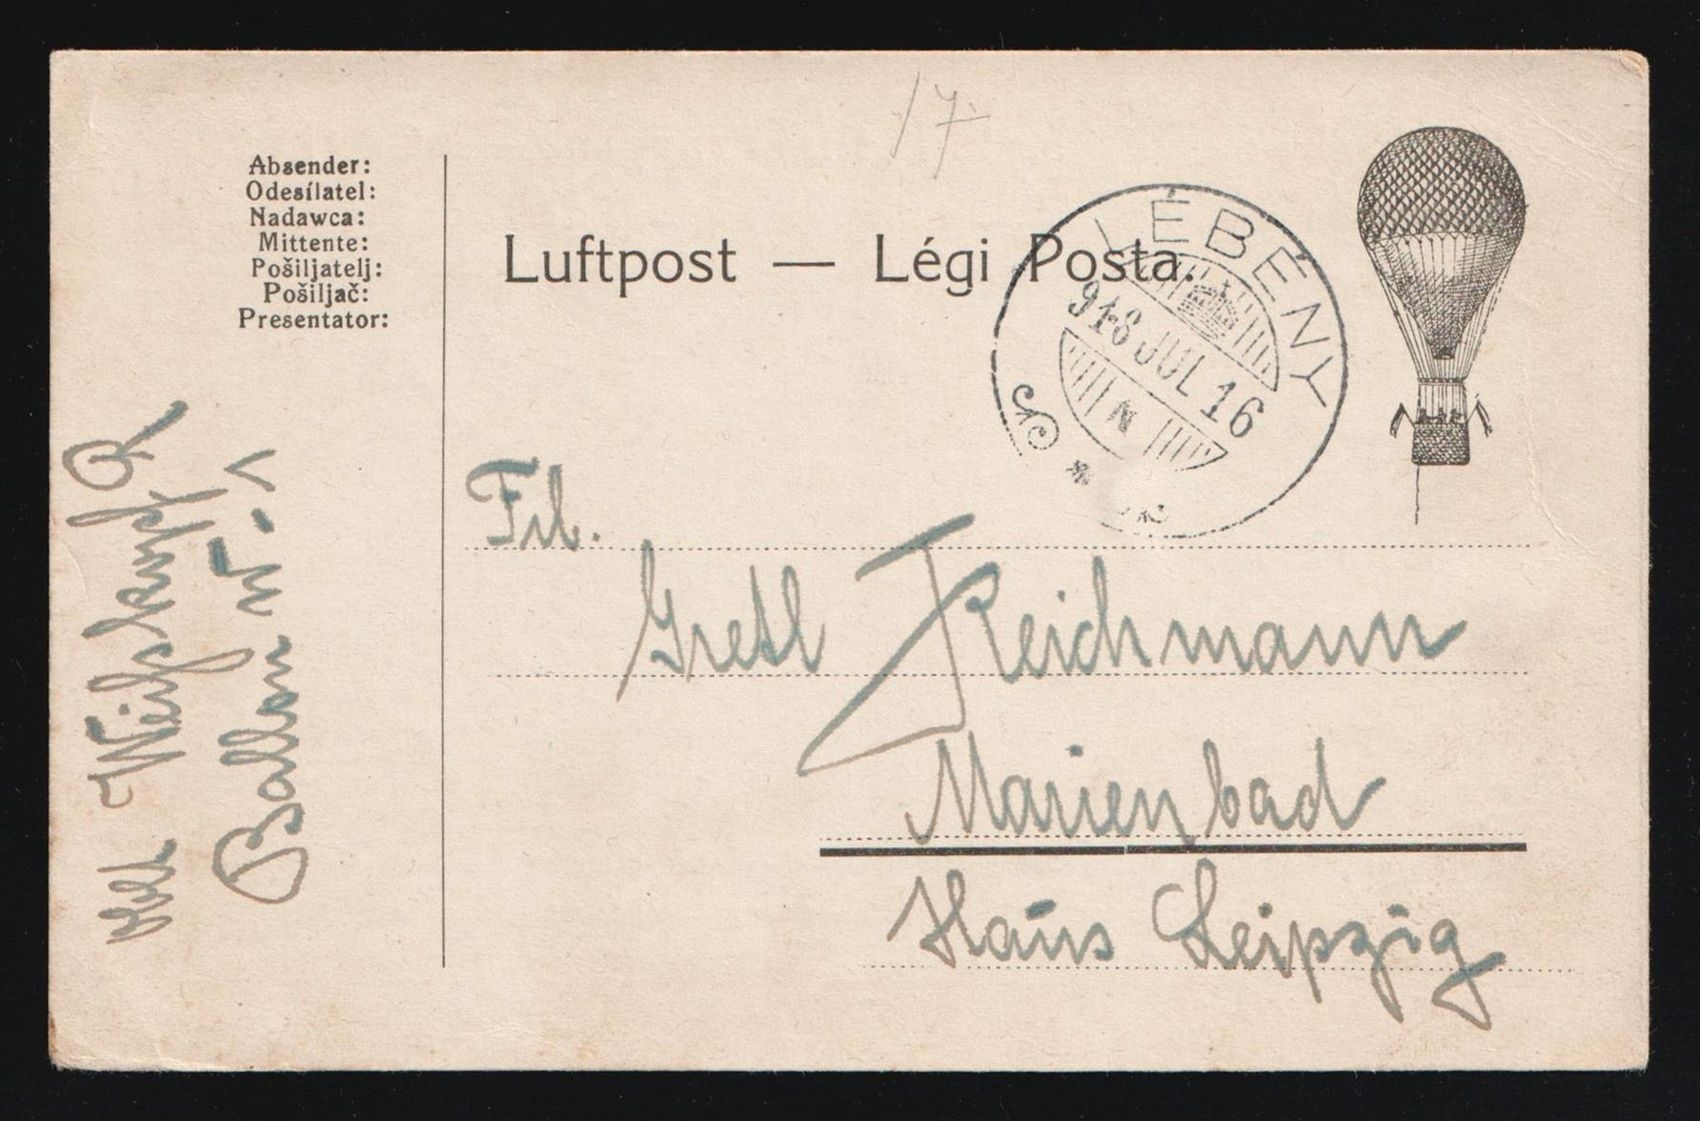 17
Absender:
Odesílatel:
Nadawca:
Mittente:
Pošiljatelj:
Pošiljač:
Presentator:
Luftpost — Légi Posta.
LÉBÉNY
918 JUL 16
N
Frl.
Gretl Reichmann
Marienbad
Haus Leipzig
Weihskopf R.
Ballon